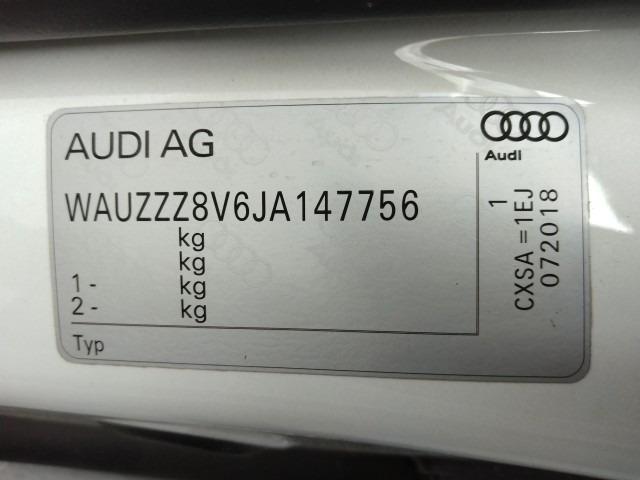 AUDI AG
Audi
WAUZZZ8V6JA147756
kg
kg
1 - kg
2 - kg
Typ
1
CXSA =1EJ
072018